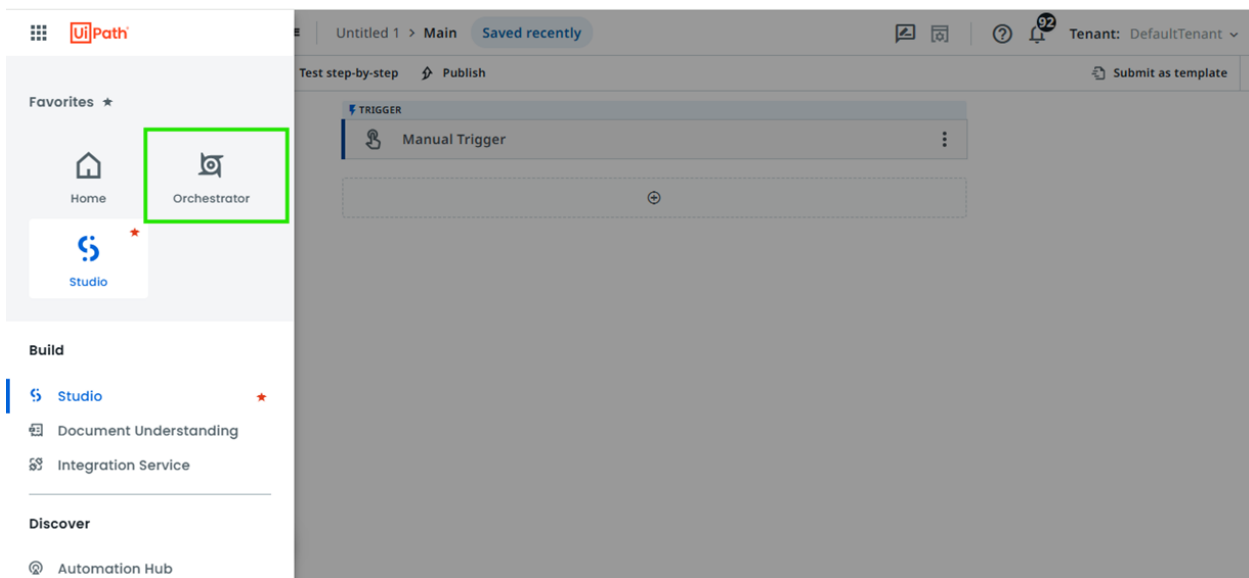 UiPath
Untitled 1 > Main Saved recently
92
Tenant: DefaultTenant
Test step-by-step Publish
Submit as template
Favorites
Home
Orchestrator
Studio
Build
Studio
Document Understanding
Integration Service
Discover
Automation Hub
TRIGGER
Manual Trigger